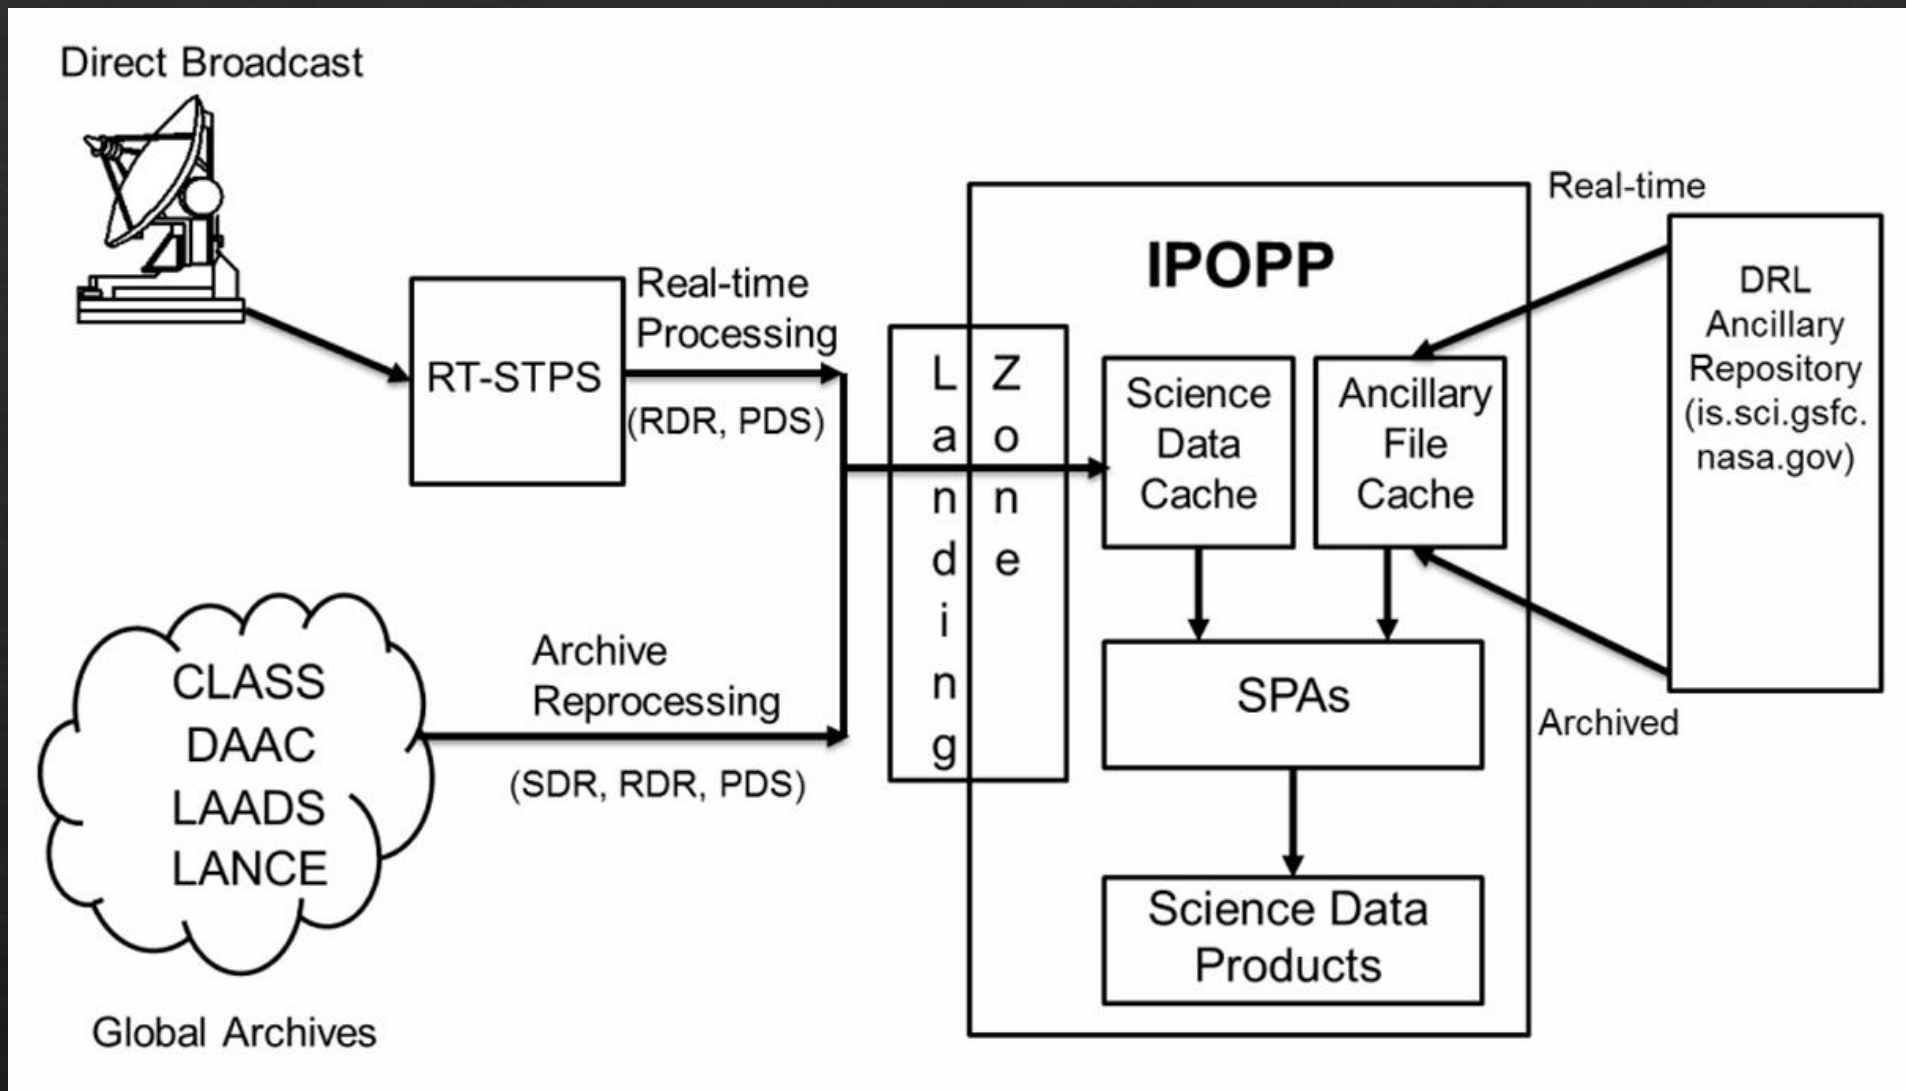 Direct Broadcast
RT-STPS
Real-time
Processing
(RDR, PDS)
CLASS
DAAC
LAADS
LANCE
Global Archives
Archive
Reprocessing
(SDR, RDR, PDS)
Landing
Zone
IPOPP
Science
Data
Cache
Ancillary
File
Cache
SPAs
Science Data
Products
Real-time
DRL
Ancillary
Repository
(is.sci.gsfc.
nasa.gov)
Archived